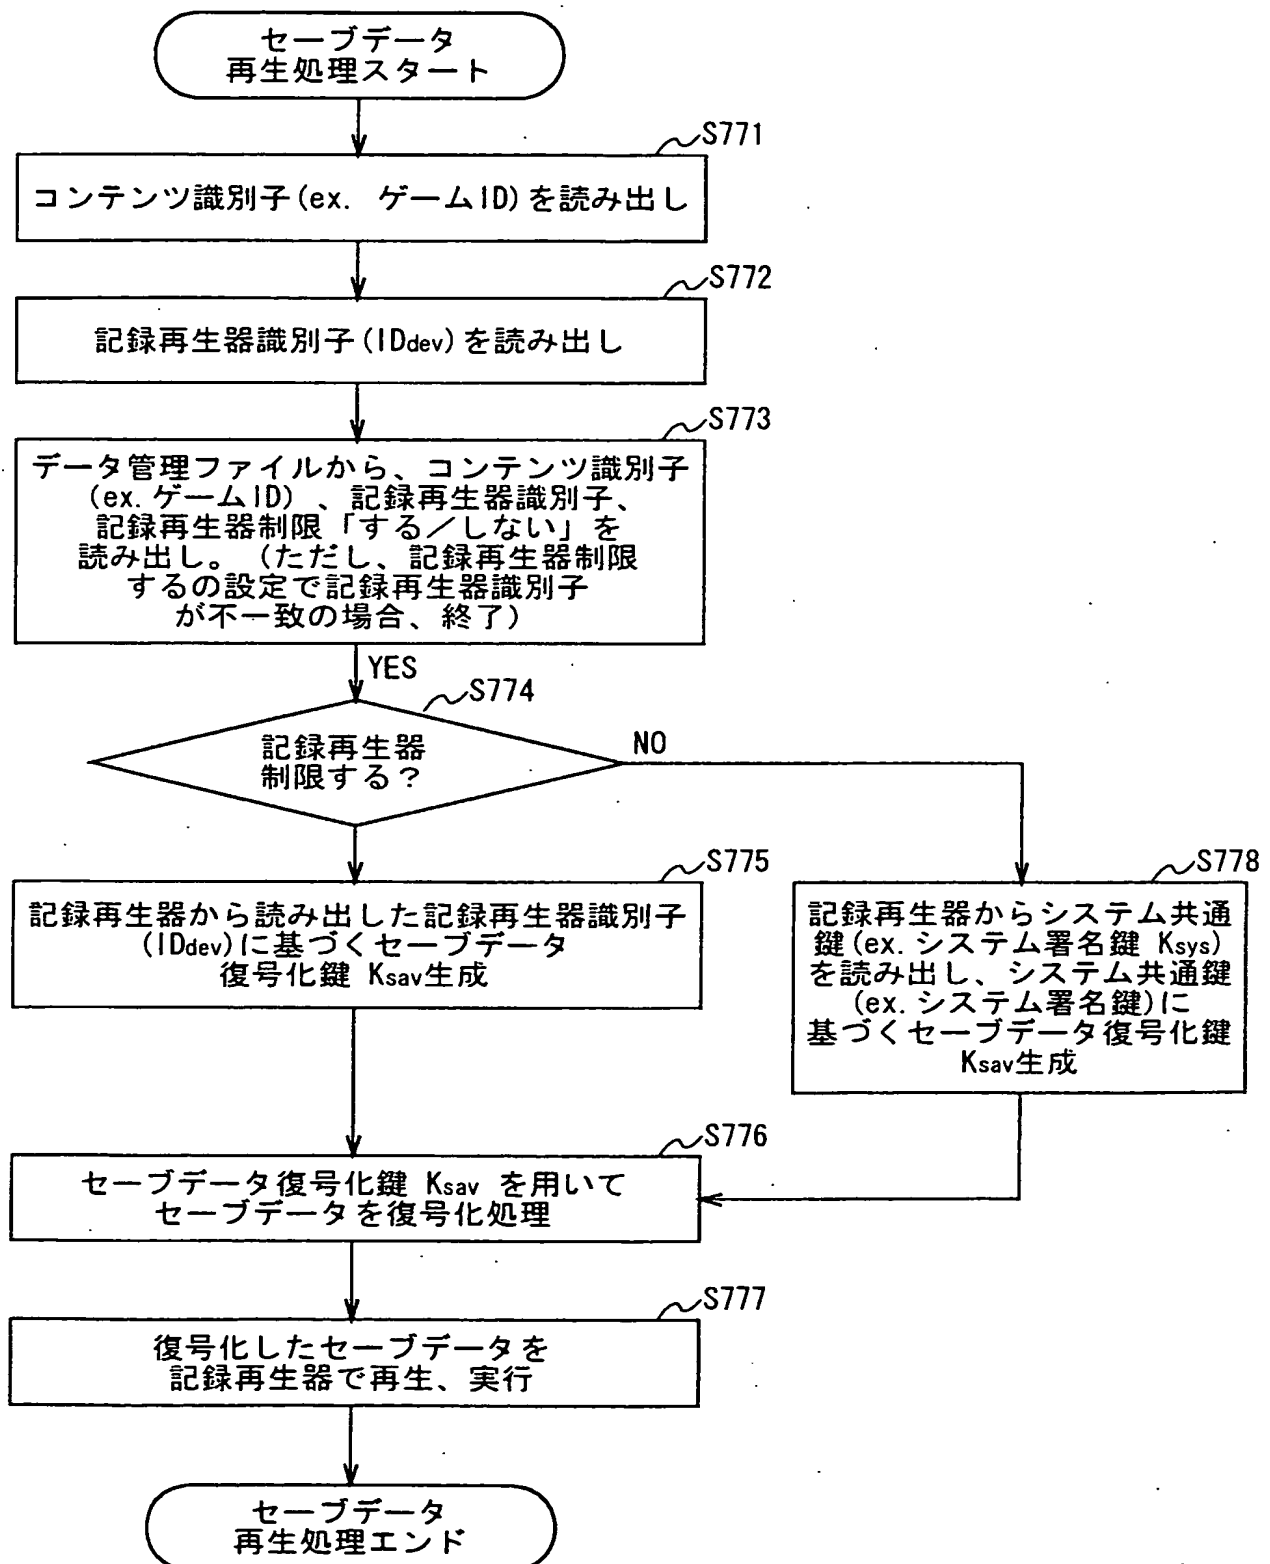 セーブデータ
再生処理スタート
S771
コンテンツ識別子(ex. ゲームID)を読み出し
S772
記録再生器識別子(IDdev)を読み出し
S773
データ管理ファイルから、コンテンツ識別子
(ex.ゲームID)、記録再生器識別子、
記録再生器制限「する/しない」を
読み出し。(ただし、記録再生器制限
するの設定で記録再生器識別子
が不一致の場合、終了)
YES
S774
記録再生器
制限する?
NO
S775
記録再生器から読み出した記録再生器識別子
(IDdev)に基づくセーブデータ
復号化鍵 Ksav生成
S778
記録再生器からシステム共通
鍵(ex.システム署名鍵 Ksys)
を読み出し、システム共通鍵
(ex.システム署名鍵)に
基づくセーブデータ復号化鍵
Ksav生成
S776
セーブデータ復号化鍵 Ksav を用いて
セーブデータを復号化処理
S777
復号化したセーブデータを
記録再生器で再生、実行
セーブデータ
再生処理エンド